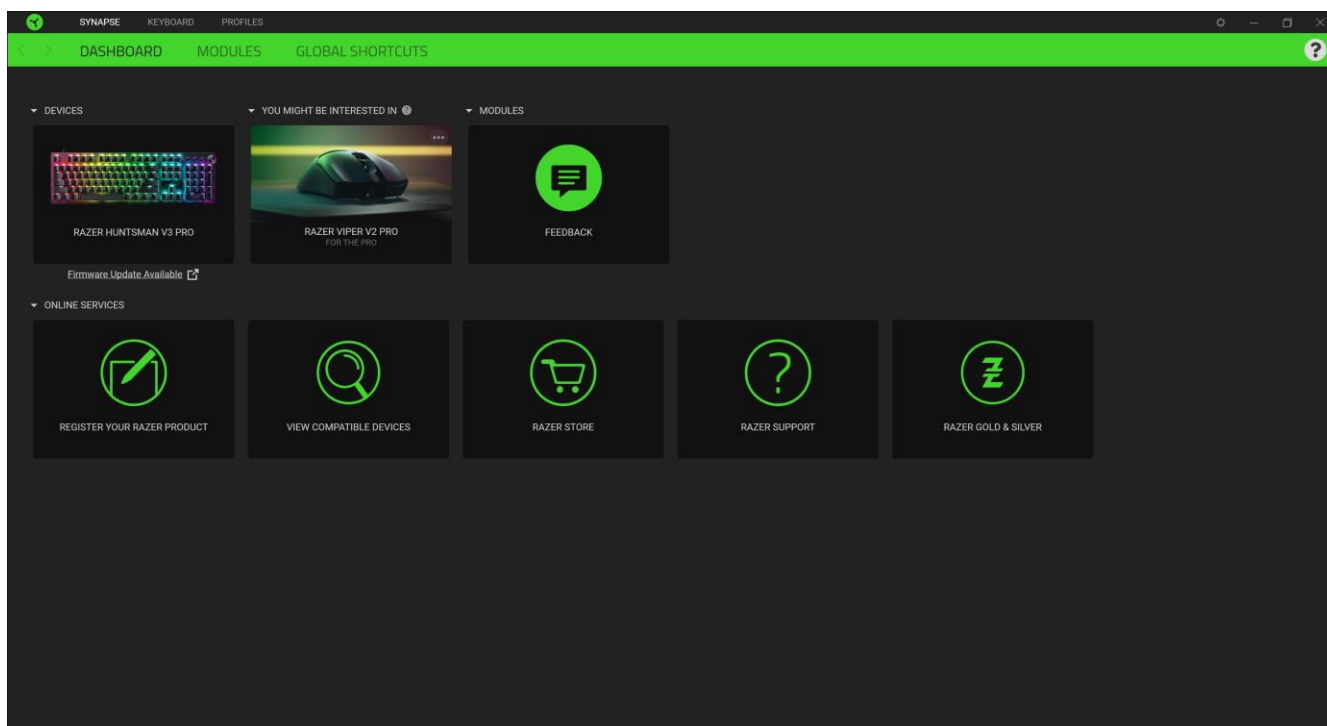 SYNAPSE KEYBOARD PROFILES
DASHBOARD MODULES GLOBAL SHORTCUTS
?
DEVICES
YOU MIGHT BE INTERESTED IN ?
MODULES
RAZER HUNTSMAN V3 PRO
RAZER VIPER V2 PRO
FOR THE PRO
FEEDBACK
Firmware Update Available
ONLINE SERVICES
REGISTER YOUR RAZER PRODUCT
VIEW COMPATIBLE DEVICES
RAZER STORE
?
RAZER SUPPORT
RAZER GOLD & SILVER